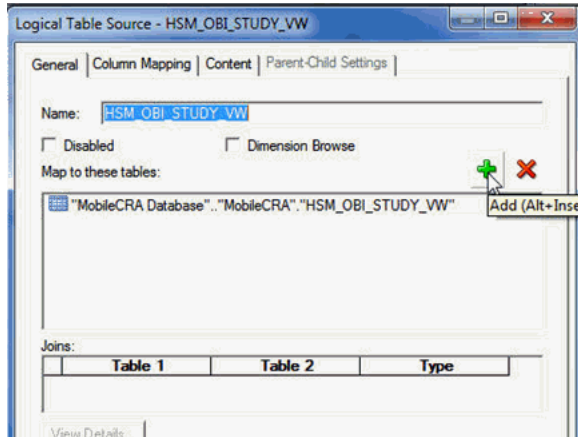 Logical Table Source - HSM_OBI_STUDY_VW
General Column Mapping Content Parent-Child Settings
Name: HSM_OBI_STUDY_VW
Disabled Dimension Browse
Map to these tables:
"MobileCRA Database".."MobileCRA"."HSM_OBI_STUDY_VW"
Add (Alt+Inse
Joins:
Table 1 Table 2 Type
View Details...